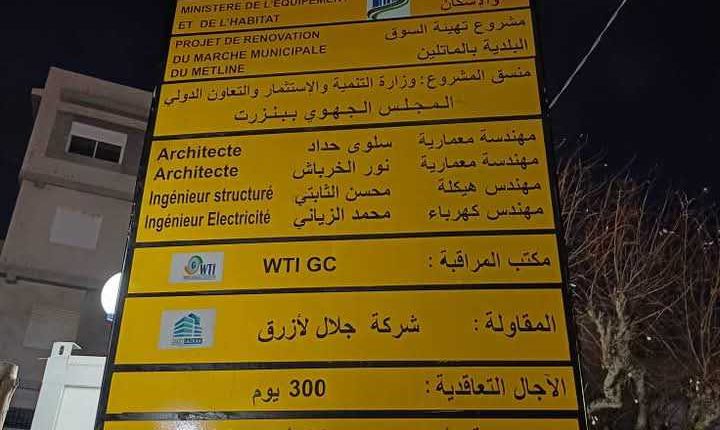 MINISTERE DE L'EQUIPEMENT
ET DE L'HABITAT
والإسكان
PROJET DE RENOVATION
DU MARCHE MUNICIPALE
DU METLINE
مشروع تهيئة السوق
البلدية بالماتلين
منسق المشروع : وزارة التنمية والإستثمار والتعاون الدولي
المجلس الجهوي ببنزرت
Architecte سلوى حداد مهندسة معمارية
Architecte نور الخرباش مهندسة معمارية
Ingénieur structuré محسن الثابتي مهندس هيكلة
Ingénieur Electricité محمد الزياني مهندس كهرباء
مكتب المراقبة : WTI GC
WTI
المقاولة : شركة جلال لأزرق
الآجال التعاقدية : 300 يوم